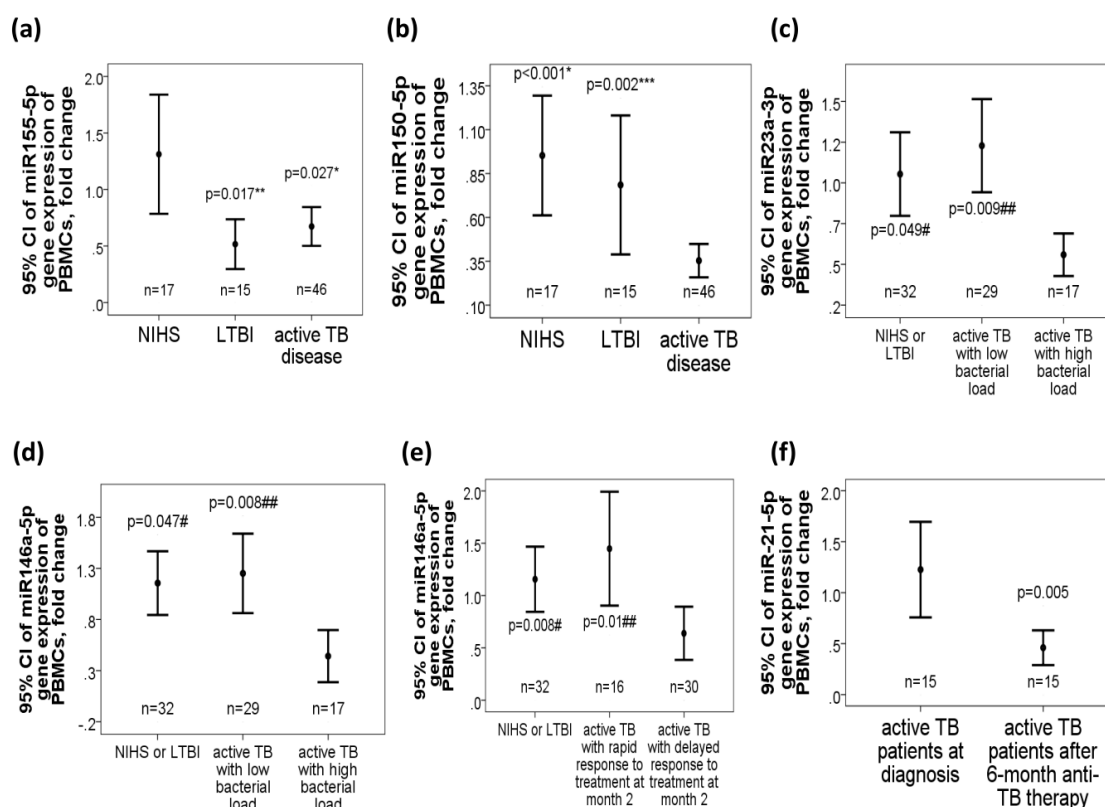 (a)
95% CI of miR155-5p
gene expression of
PBMCs, fold change
2.0
1.5
1.0
.5
.0
p=0.017**
p=0.027*
n=17
n=15
n=46
NIHS
LTBI
active TB
disease
(b)
95% CI of miR150-5p
gene expression of
PBMCs, fold change
1.35
1.10
.85
.60
.35
.10
p<0.001*
p=0.002***
n=17
n=15
n=46
NIHS
LTBI
active TB
disease
(c)
95% CI of miR23a-3p
gene expression of
PBMCs, fold change
1.5
1.2
1.0
.7
.5
.2
p=0.049#
p=0.009##
n=32
n=29
n=17
NIHS or
LTBI
active TB
with low
bacterial
load
active TB
with high
bacterial
load
(d)
95% CI of miR146a-5p
gene expression of
PBMCs, fold change
1.8
1.3
.8
.3
-.2
p=0.047#
p=0.008##
n=32
n=29
n=17
NIHS or LTBI
active TB
with low
bacterial
load
active TB
with high
bacterial load
(e)
95% CI of miR146a-5p
gene expression of
PBMCs, fold change
2.0
1.5
1.0
.5
.0
p=0.008#
p=0.01##
n=32
n=16
n=30
NIHS or LTBI
active TB
with rapid
response to
treatment at
month 2
active TB
with delayed
response to
treatment at
month 2
(f)
95% CI of miR-21-5p
gene expression of
PBMCs, fold change
2.0
1.5
1.0
.5
.0
p=0.005
n=15
n=15
active TB
patients at
diagnosis
active TB
patients after
6-month anti-
TB therapy